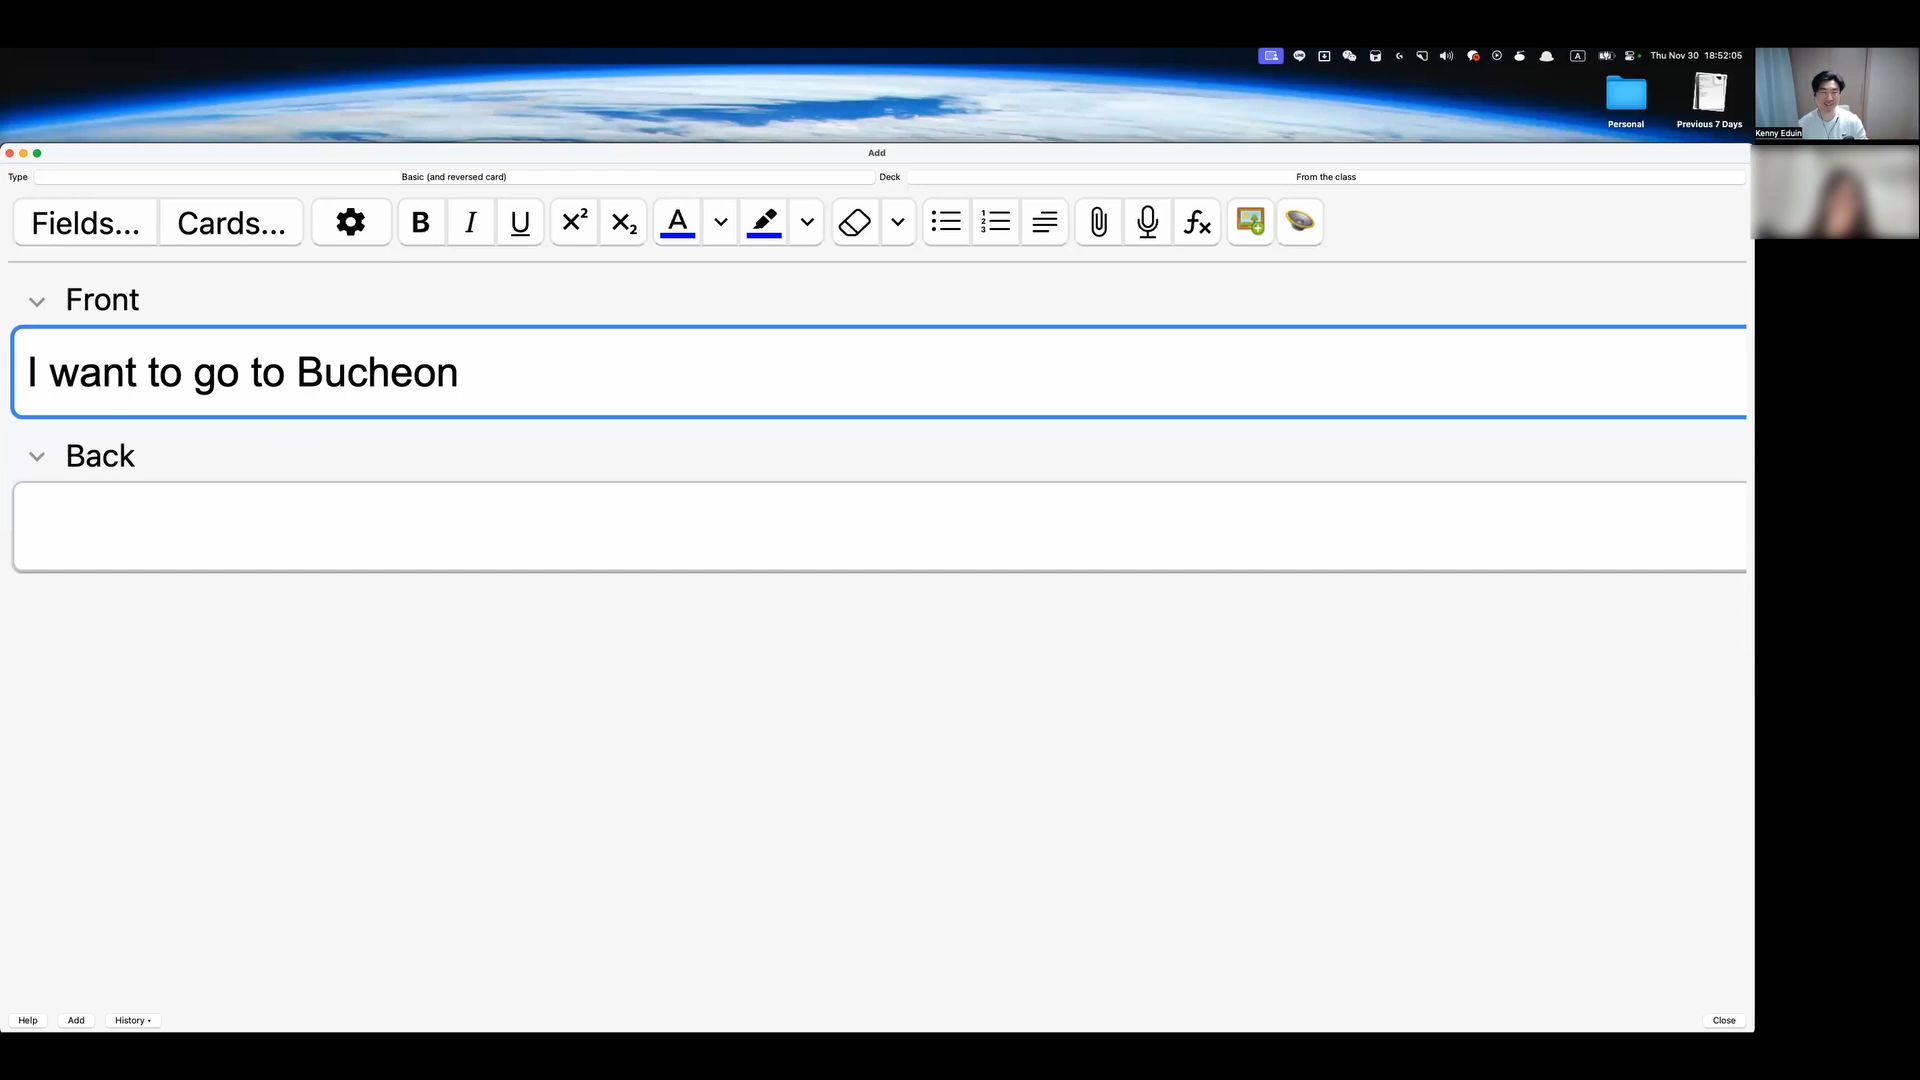 Thu Nov 30 18:52:05
Personal
Previous 7 Days
Kenny Eduin
Add
Type
Basic (and reversed card)
Deck
From the class
Fields...
Cards...
Front
I want to go to Bucheon
Back
Help
Add
History
Close